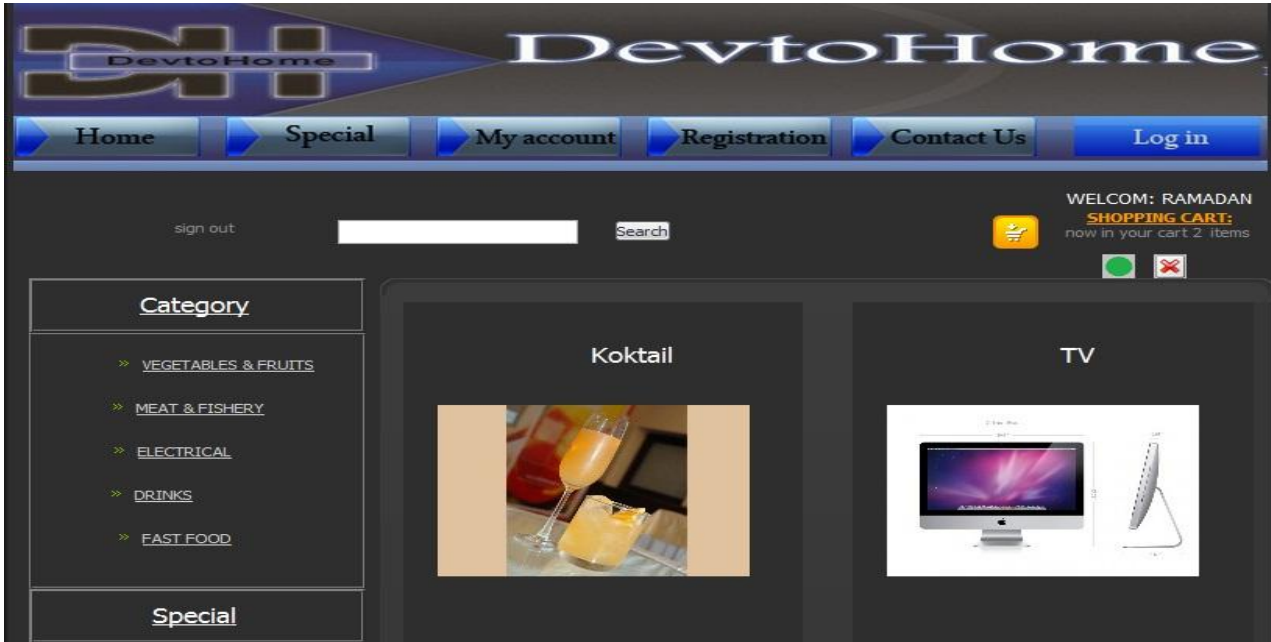 DevtoHome
DevtoHome
Home
Special
My account
Registration
Contact Us
Log in
WELCOM: RAMADAN
SHOPPING CART:
now in your cart 2 items
sign out
Search
Category
» VEGETABLES & FRUITS
» MEAT & FISHERY
» ELECTRICAL
» DRINKS
» FAST FOOD
Special
Koktail
TV